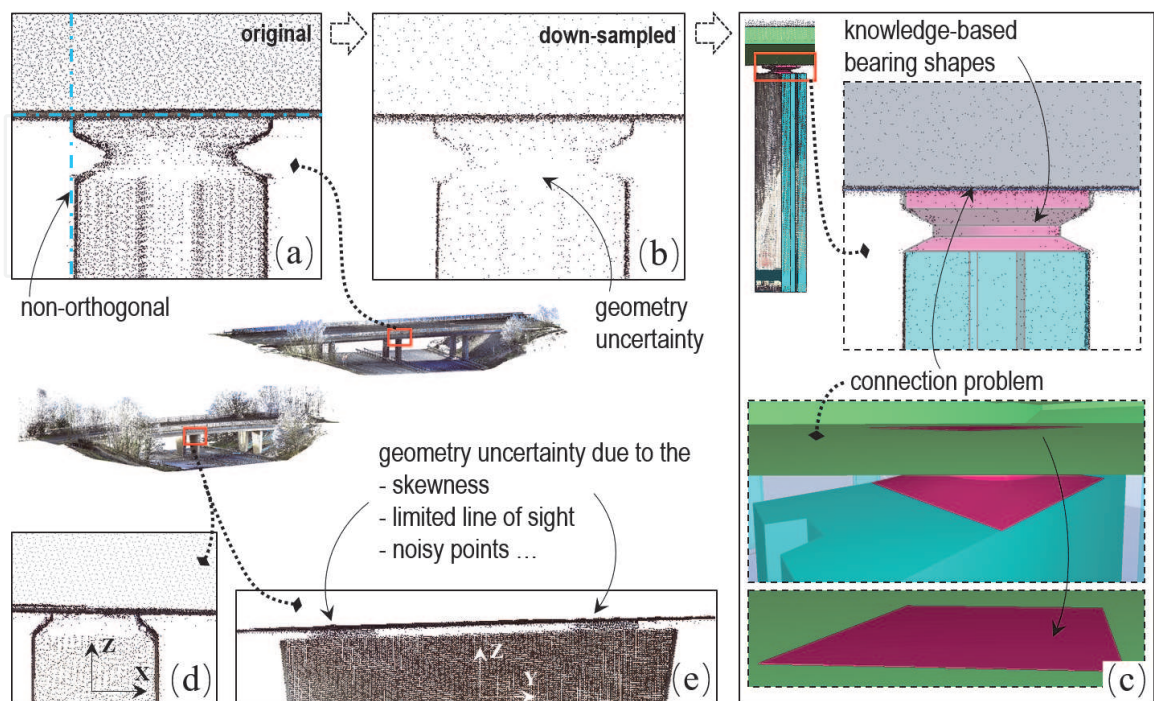 original
down-sampled
(a)
(b)
non-orthogonal
geometry
uncertainty
knowledge-based
bearing shapes
connection problem
geometry uncertainty due to the
- skewness
- limited line of sight
- noisy points ...
Z
X
(d)
Z
Y
(e)
(c)